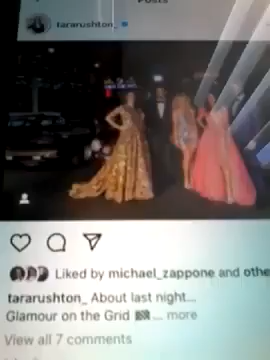 Posts
tararushton_
Liked by michael_zappone and othe
tararushton_ About last night...
Glamour on the Grid ... more
View all 7 comments